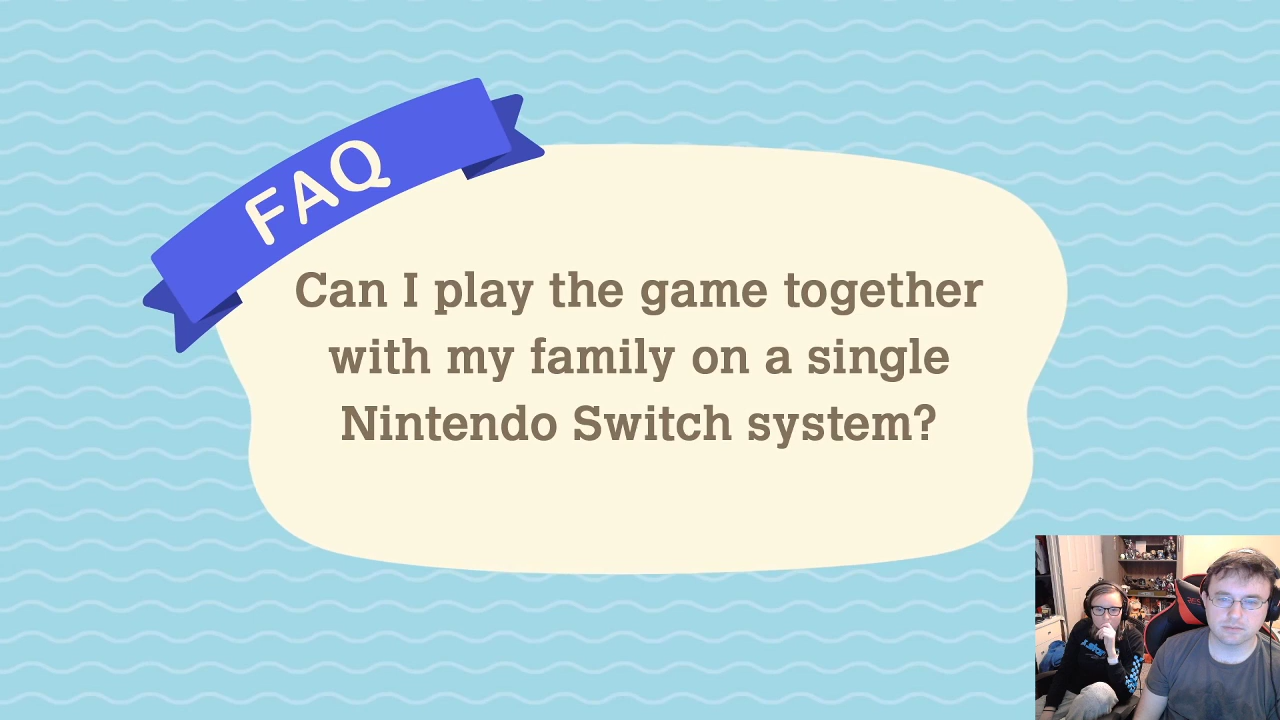 FAQ
Can I play the game together
with my family on a single
Nintendo Switch system?